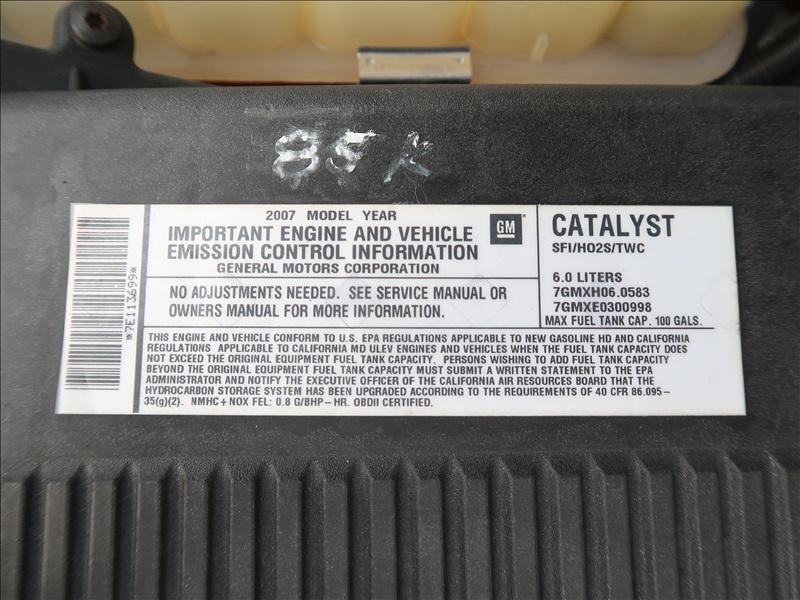 88K
2007 MODEL YEAR
IMPORTANT ENGINE AND VEHICLE
EMISSION CONTROL INFORMATION
GENERAL MOTORS CORPORATION
GM
NO ADJUSTMENTS NEEDED. SEE SERVICE MANUAL OR
OWNERS MANUAL FOR MORE INFORMATION.
CATALYST
SFI/HO2S/TWC
6.0 LITERS
7GMXH06.0583
7GMXE0300998
MAX FUEL TANK CAP. 100 GALS.
THIS ENGINE AND VEHICLE CONFORM TO U.S. EPA REGULATIONS APPLICABLE TO NEW GASOLINE HD AND CALIFORNIA
REGULATIONS APPLICABLE TO CALIFORNIA MD ULEV ENGINES AND VEHICLES WHEN THE FUEL TANK CAPACITY DOES
NOT EXCEED THE ORIGINAL EQUIPMENT FUEL TANK CAPACITY. PERSONS WISHING TO ADD FUEL TANK CAPACITY
BEYOND THE ORIGINAL EQUIPMENT FUEL TANK CAPACITY MUST SUBMIT A WRITTEN STATEMENT TO THE EPA
ADMINISTRATOR AND NOTIFY THE EXECUTIVE OFFICER OF THE CALIFORNIA AIR RESOURCES BOARD THAT THE
HYDROCARBON STORAGE SYSTEM HAS BEEN UPGRADED ACCORDING TO THE REQUIREMENTS OF 40 CFR 86.095-
35(g)(2). NMHC+NOX FEL: 0.8 G/BHP-HR. OBDII CERTIFIED.
*7E113699*